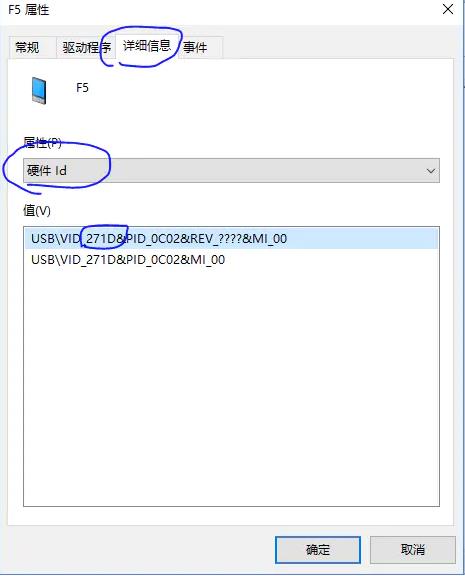 F5 属性
常规 驱动程序 详细信息 事件
F5
属性(P)
硬件 Id
值(V)
USB\VID_271D&PID_0C02&REV_????&MI_00
USB\VID_271D&PID_0C02&MI_00
确定 取消